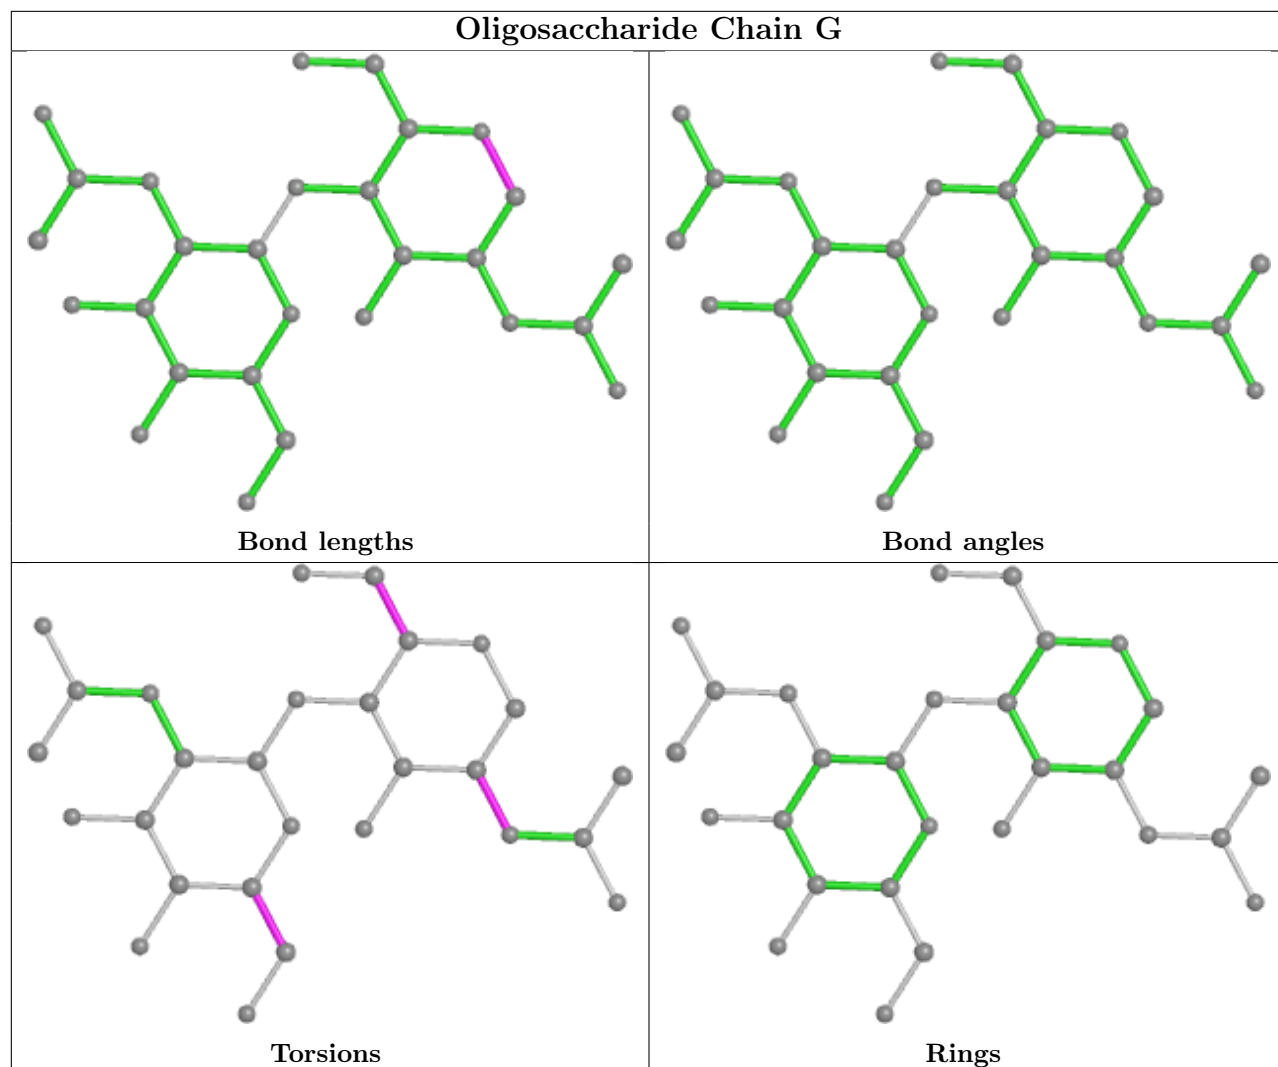 Oligosaccharide Chain G
Bond lengths
Bond angles
Torsions
Rings